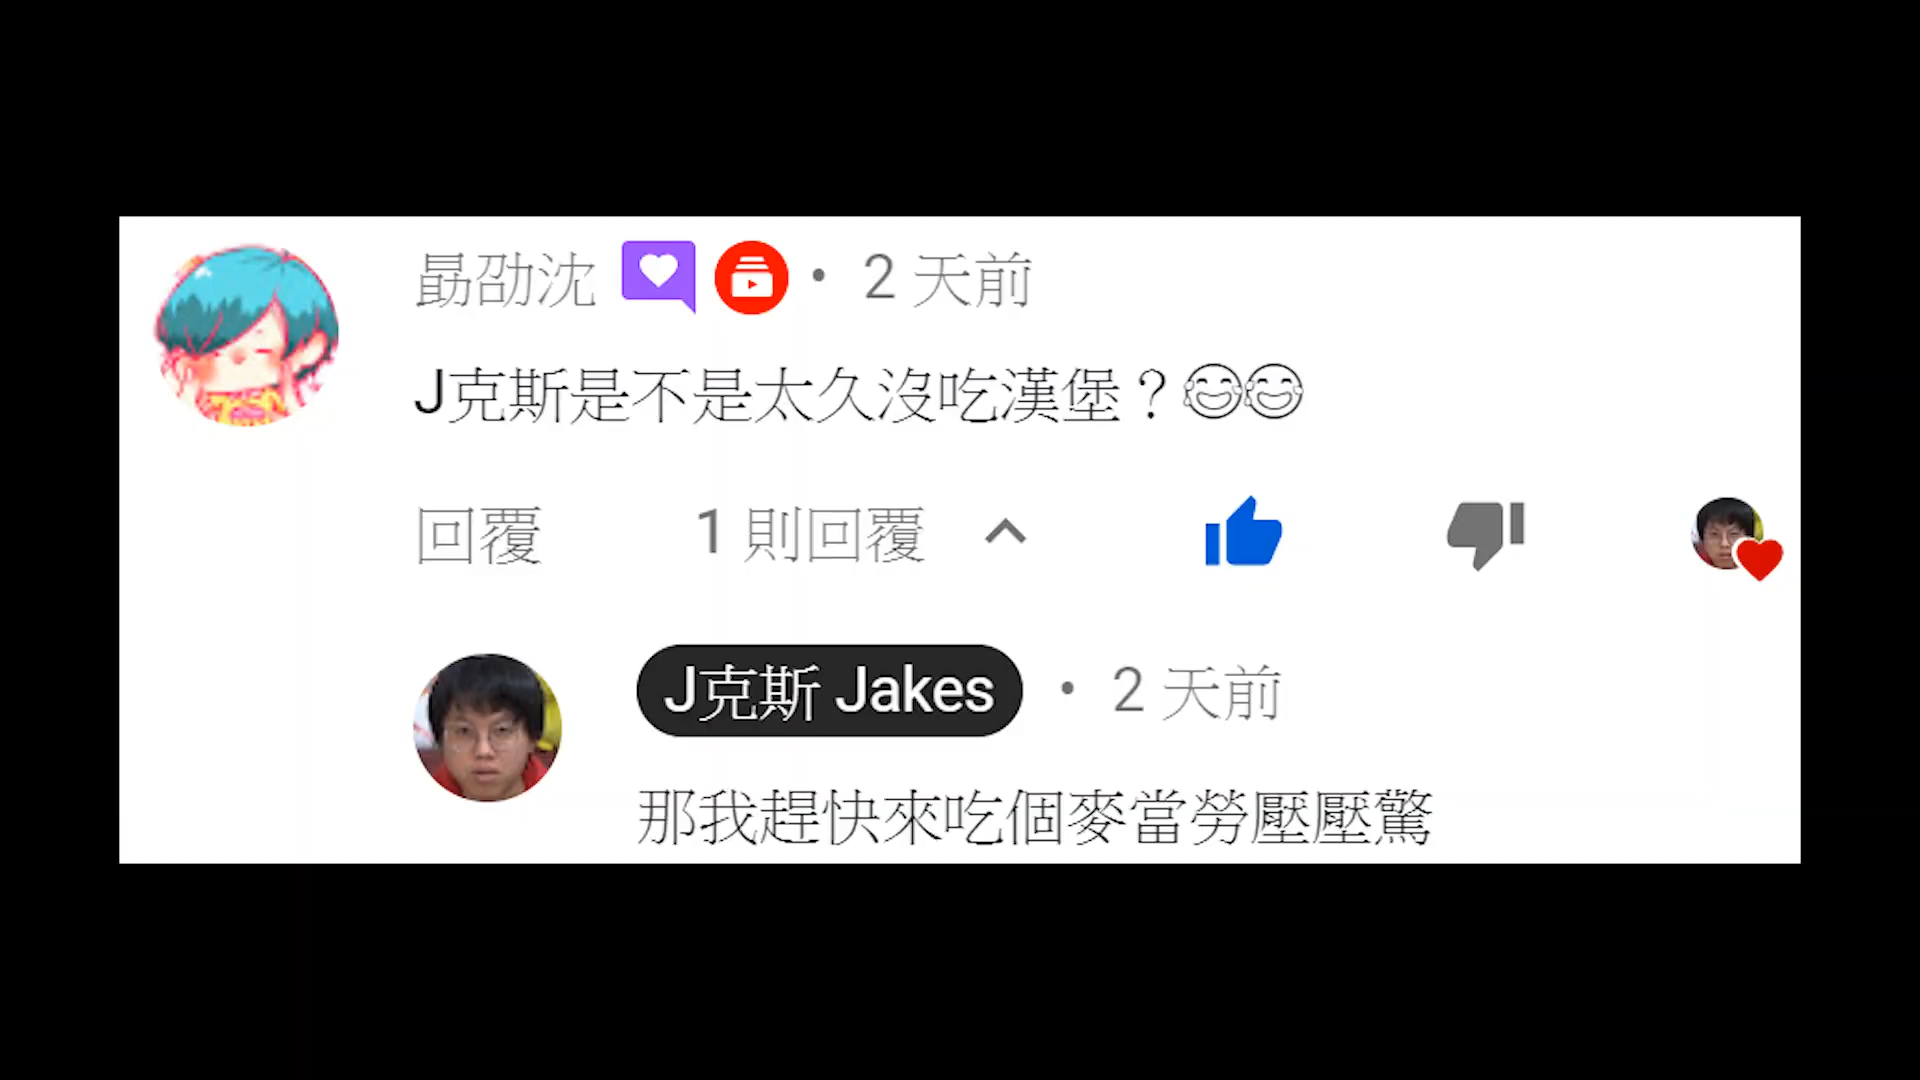 勗劭沈 • 2 天前
J克斯是不是太久沒吃漢堡？😂😂
回覆 1 則回覆
J克斯 Jakes • 2 天前
那我趕快來吃個麥當勞壓壓驚